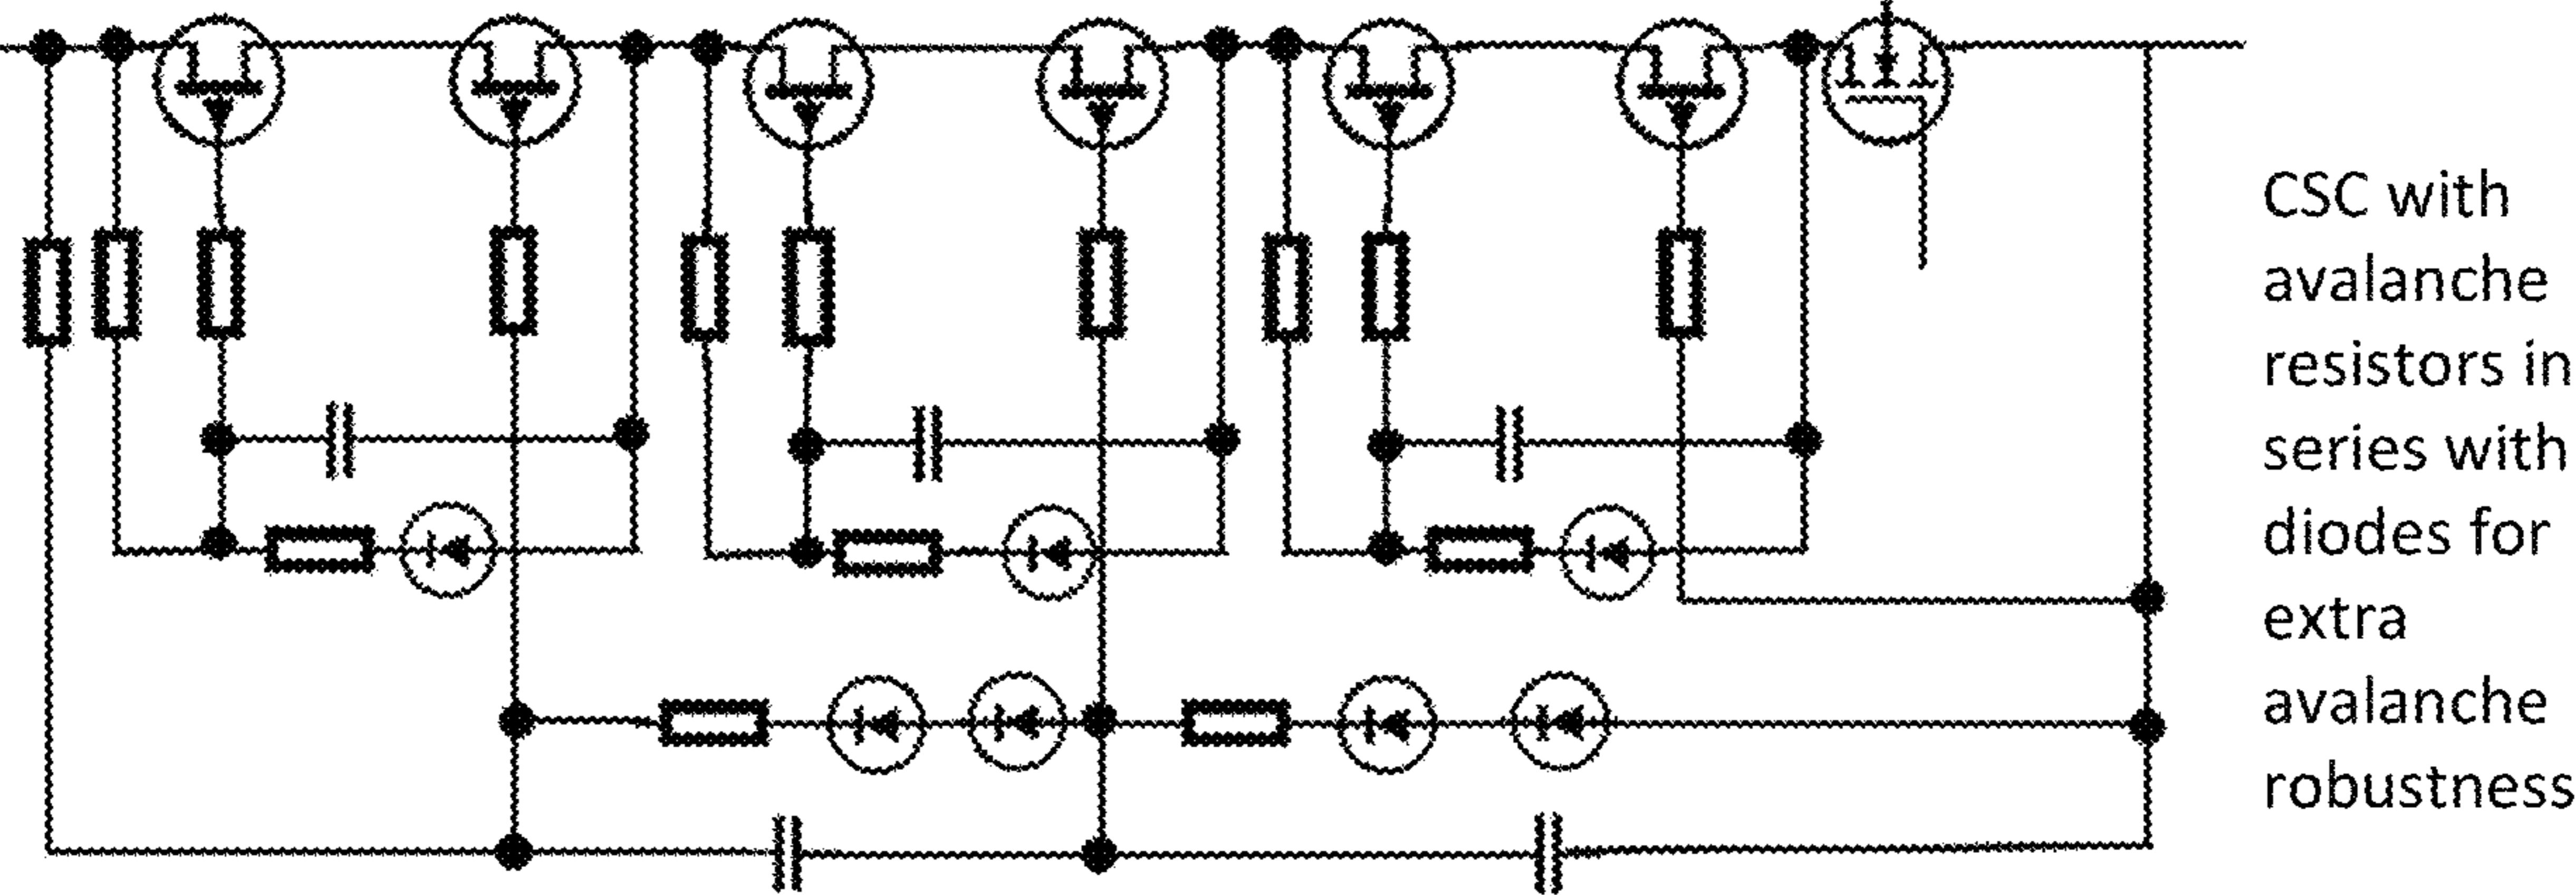 CSC with
avalanche
resistors in
series with
diodes for
extra
avalanche
robustness